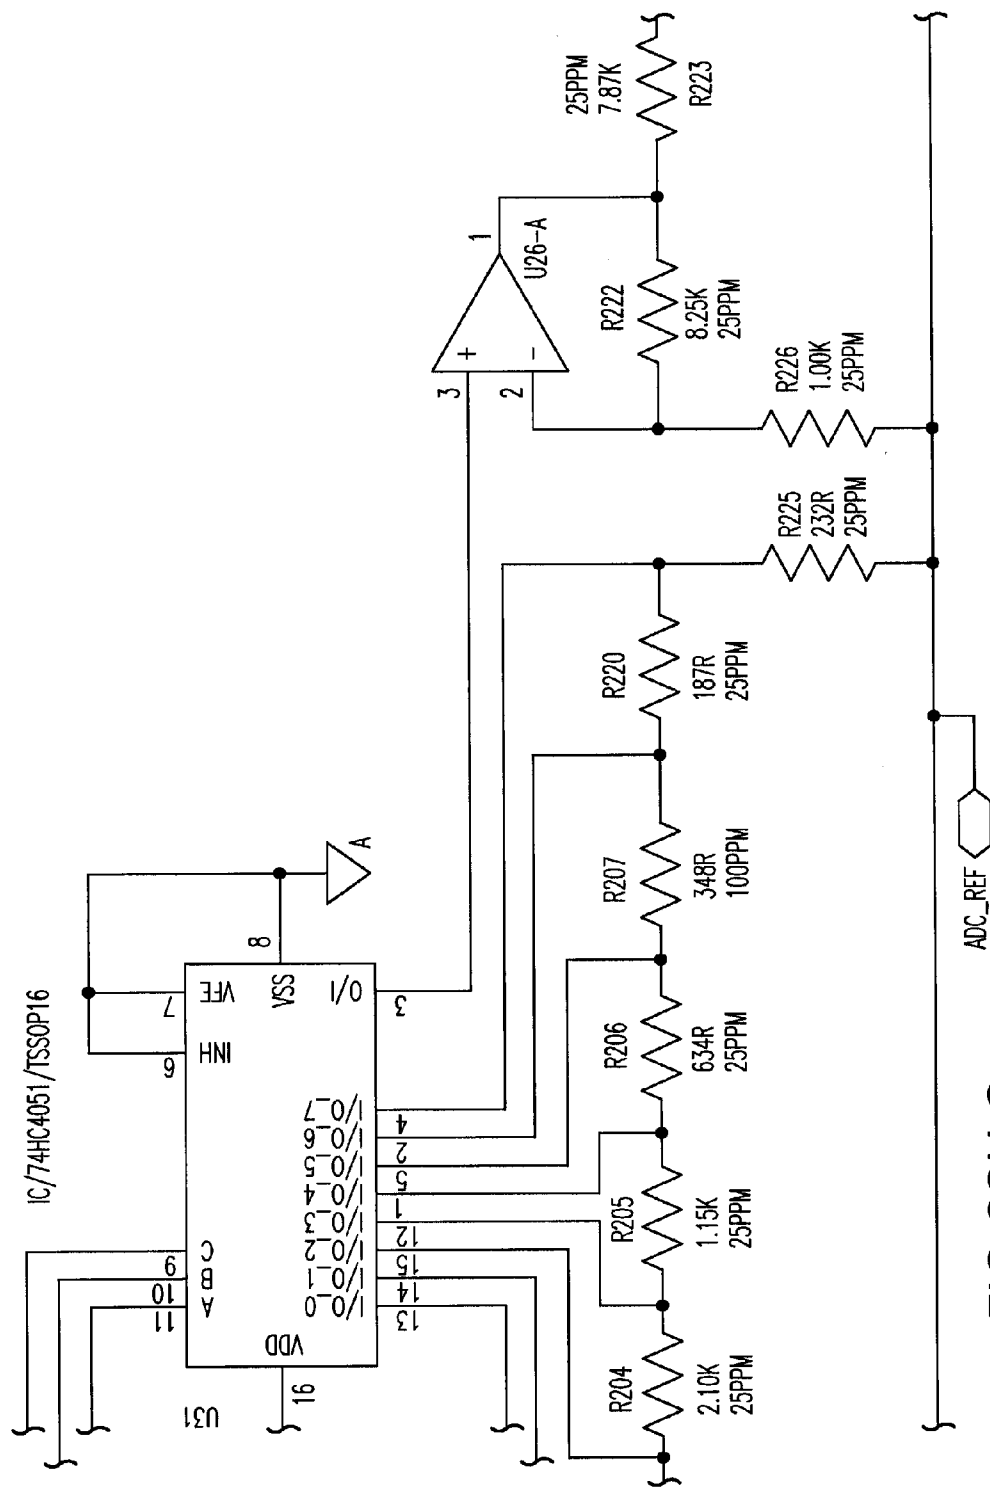 IC/74HC4051/TSSOP16
U31
16
VDD
11
10
9
A
B
C
6
7
INH
VFE
VSS
8
A
O/I
3
I/O_0
I/O_1
I/O_2
I/O_3
I/O_4
I/O_5
I/O_6
I/O_7
13
14
15
12
1
5
2
4
3
2
+
-
1
U26-A
R204
2.10K
25PPM
R205
1.15K
25PPM
R206
634R
25PPM
R207
348R
100PPM
R220
187R
25PPM
R225
232R
25PPM
R226
1.00K
25PPM
R222
8.25K
25PPM
25PPM
7.87K
R223
ADC_REF